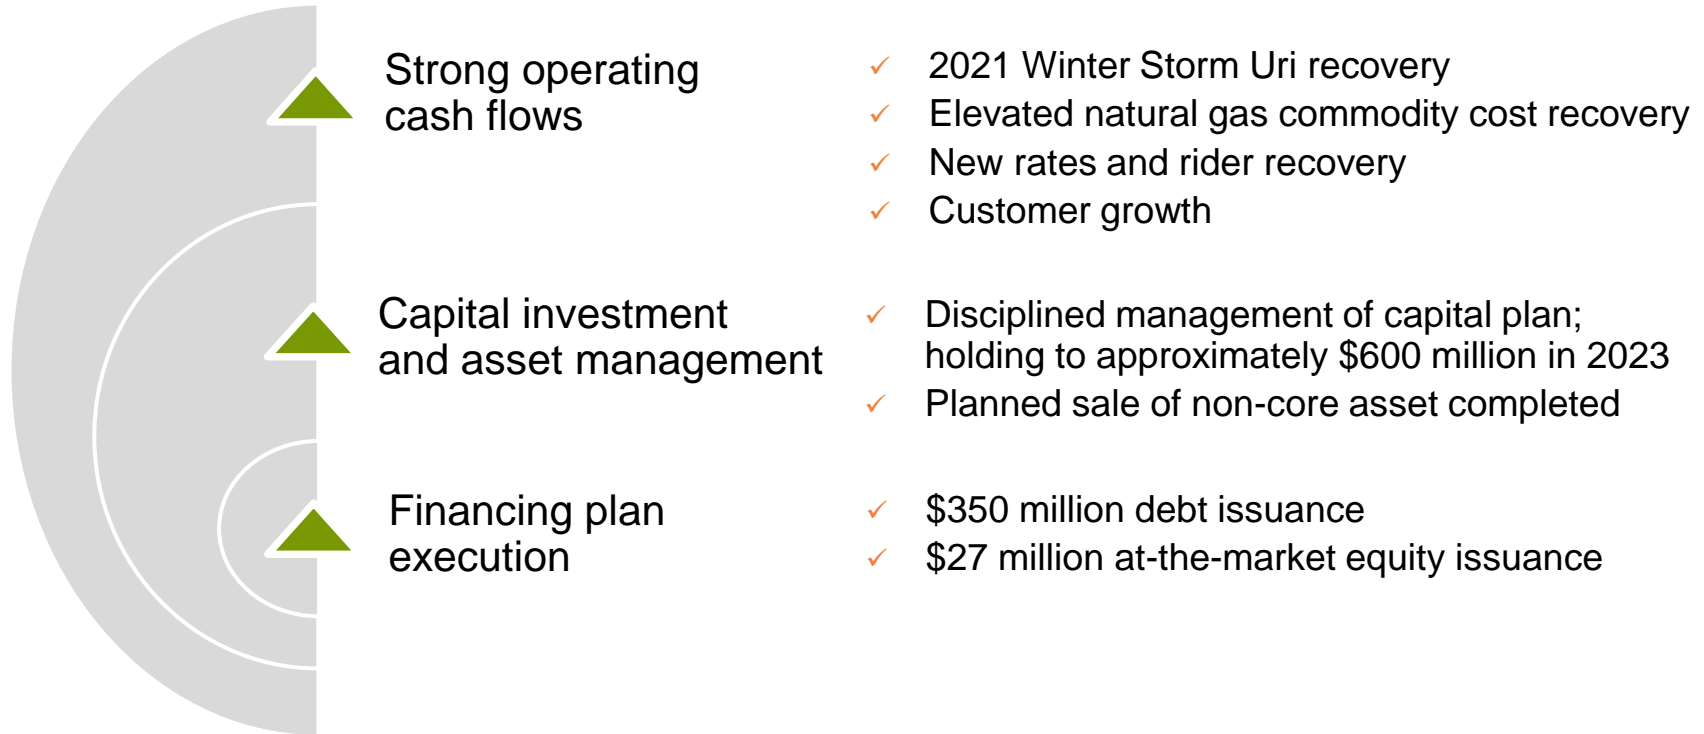 Strong operating
cash flows
✓ 2021 Winter Storm Uri recovery
✓ Elevated natural gas commodity cost recovery
✓ New rates and rider recovery
✓ Customer growth
Capital investment
and asset management
✓ Disciplined management of capital plan;
holding to approximately $600 million in 2023
✓ Planned sale of non-core asset completed
Financing plan
execution
✓ $350 million debt issuance
✓ $27 million at-the-market equity issuance